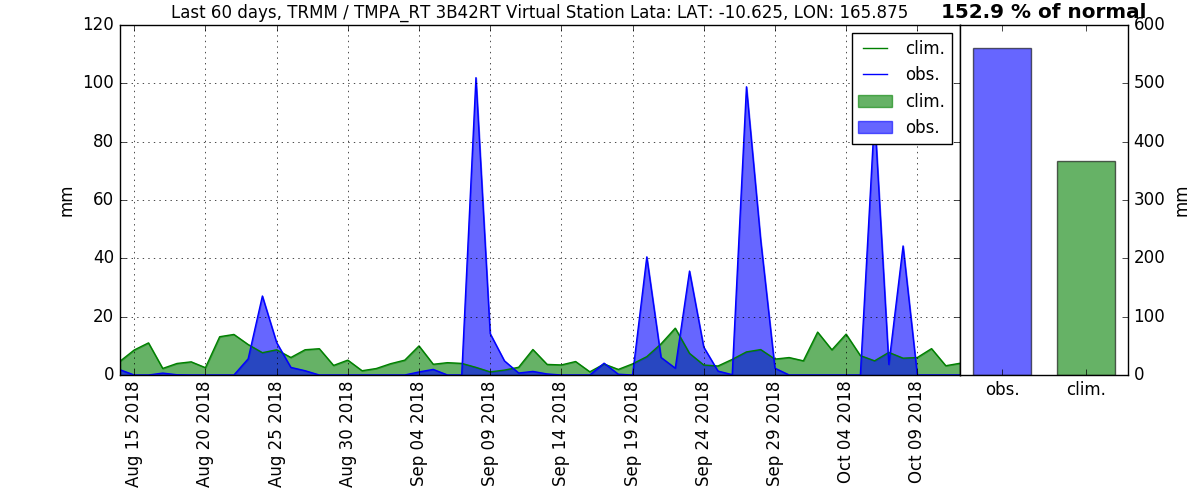 Last 60 days, TRMM / TMPA_RT 3B42RT Virtual Station Lata: LAT: -10.625, LON: 165.875
152.9 % of normal
120
100
80
60
40
20
0
mm
clim.
obs.
clim.
obs.
600
500
400
300
200
100
0
mm
Aug 15 2018
Aug 20 2018
Aug 25 2018
Aug 30 2018
Sep 04 2018
Sep 09 2018
Sep 14 2018
Sep 19 2018
Sep 24 2018
Sep 29 2018
Oct 04 2018
Oct 09 2018
obs.
clim.